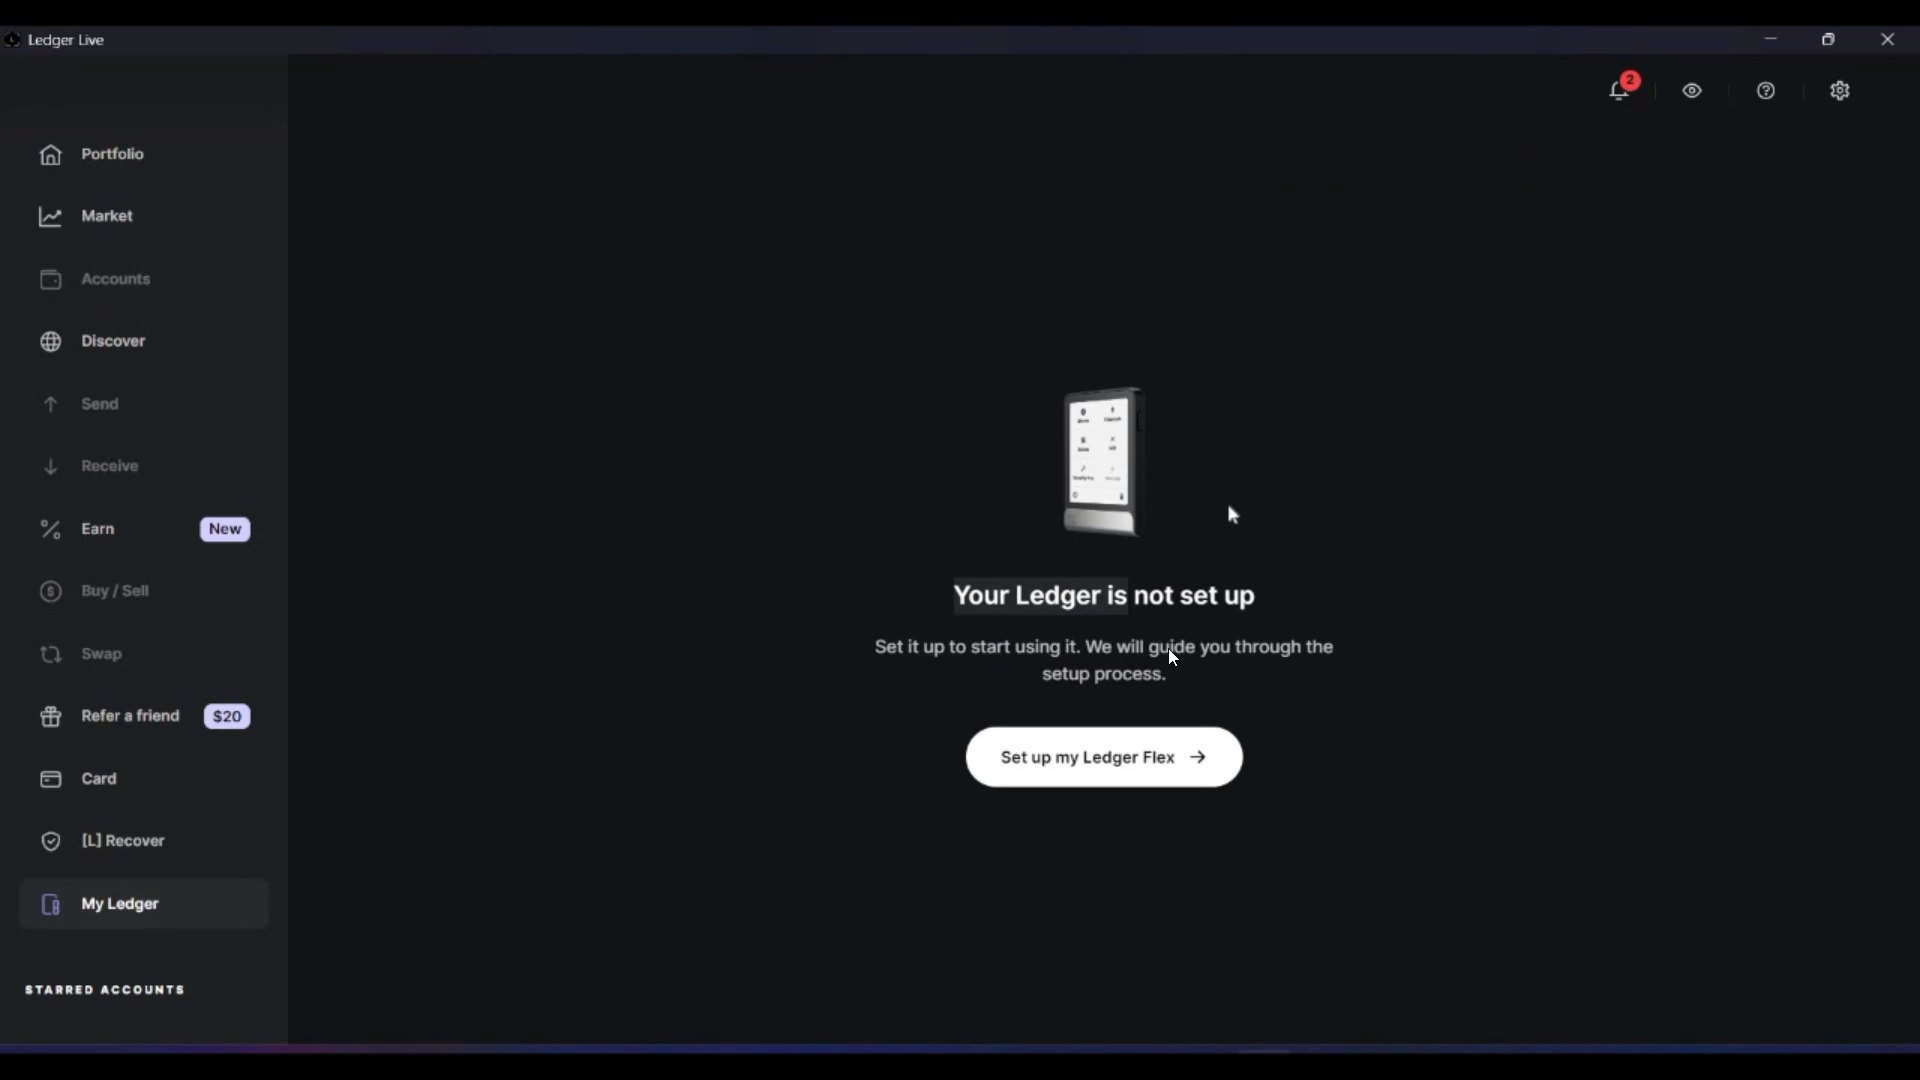 Ledger Live
2
Portfolio
Market
Accounts
Discover
Send
Receive
Earn New
Buy / Sell
Swap
Refer a friend $20
Card
[L] Recover
My Ledger
STARRED ACCOUNTS
Your Ledger is not set up
Set it up to start using it. We will guide you through the
setup process.
Set up my Ledger Flex →